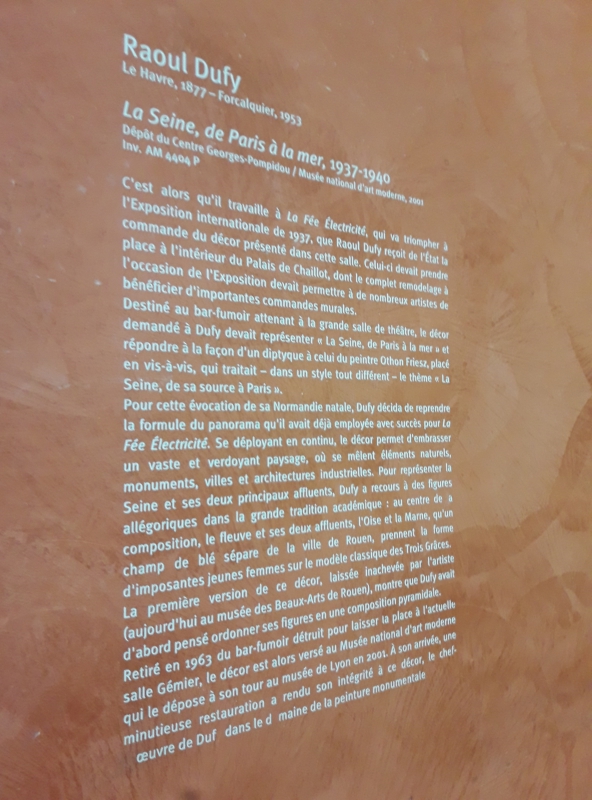 Raoul Dufy
Le Havre, 1877 – Forcalquier, 1953
La Seine, de Paris à la mer, 1937-1940
Dépôt du Centre Georges-Pompidou / Musée national d'art moderne, 2001
Inv. AM 4404 P
C'est alors qu'il travaille à La Fée Électricité, qui va triompher à
l'Exposition internationale de 1937, que Raoul Dufy reçoit de l'État la
commande du décor présenté dans cette salle. Celui-ci devait prendre
place à l'intérieur du Palais de Chaillot, dont le complet remodelage à
l'occasion de l'Exposition devait permettre à de nombreux artistes de
bénéficier d'importantes commandes murales.
Destiné au bar-fumoir attenant à la grande salle de théâtre, le décor
demandé à Dufy devait représenter « La Seine, de Paris à la mer » et
répondre à la façon d'un diptyque à celui du peintre Othon Friesz, placé
en vis-à-vis, qui traitait – dans un style tout différent – le thème « La
Seine, de sa source à Paris ».
Pour cette évocation de sa Normandie natale, Dufy décida de reprendre
la formule du panorama qu'il avait déjà employée avec succès pour La
Fée Électricité. Se déployant en continu, le décor permet d'embrasser
un vaste et verdoyant paysage, où se mêlent éléments naturels,
monuments, villes et architectures industrielles. Pour représenter la
Seine et ses deux principaux affluents, Dufy a recours à des figures
allégoriques dans la grande tradition académique : au centre de a
composition, le fleuve et ses deux affluents, l'Oise et la Marne, qu'un
champ de blé sépare de la ville de Rouen, prennent la forme
d'imposantes jeunes femmes sur le modèle classique des Trois Grâces.
La première version de ce décor, laissée inachevée par l'artiste
(aujourd'hui au musée des Beaux-Arts de Rouen), montre que Dufy avait
d'abord pensé ordonner ses figures en une composition pyramidale.
Retiré en 1963 du bar-fumoir détruit pour laisser la place à l'actuelle
salle Gémier, le décor est alors versé au Musée national d'art moderne
qui le dépose à son tour au musée de Lyon en 2001. À son arrivée, une
minutieuse restauration a rendu son intégrité à ce décor, le chef-
œuvre de Duf dans le d maine de la peinture monumentale